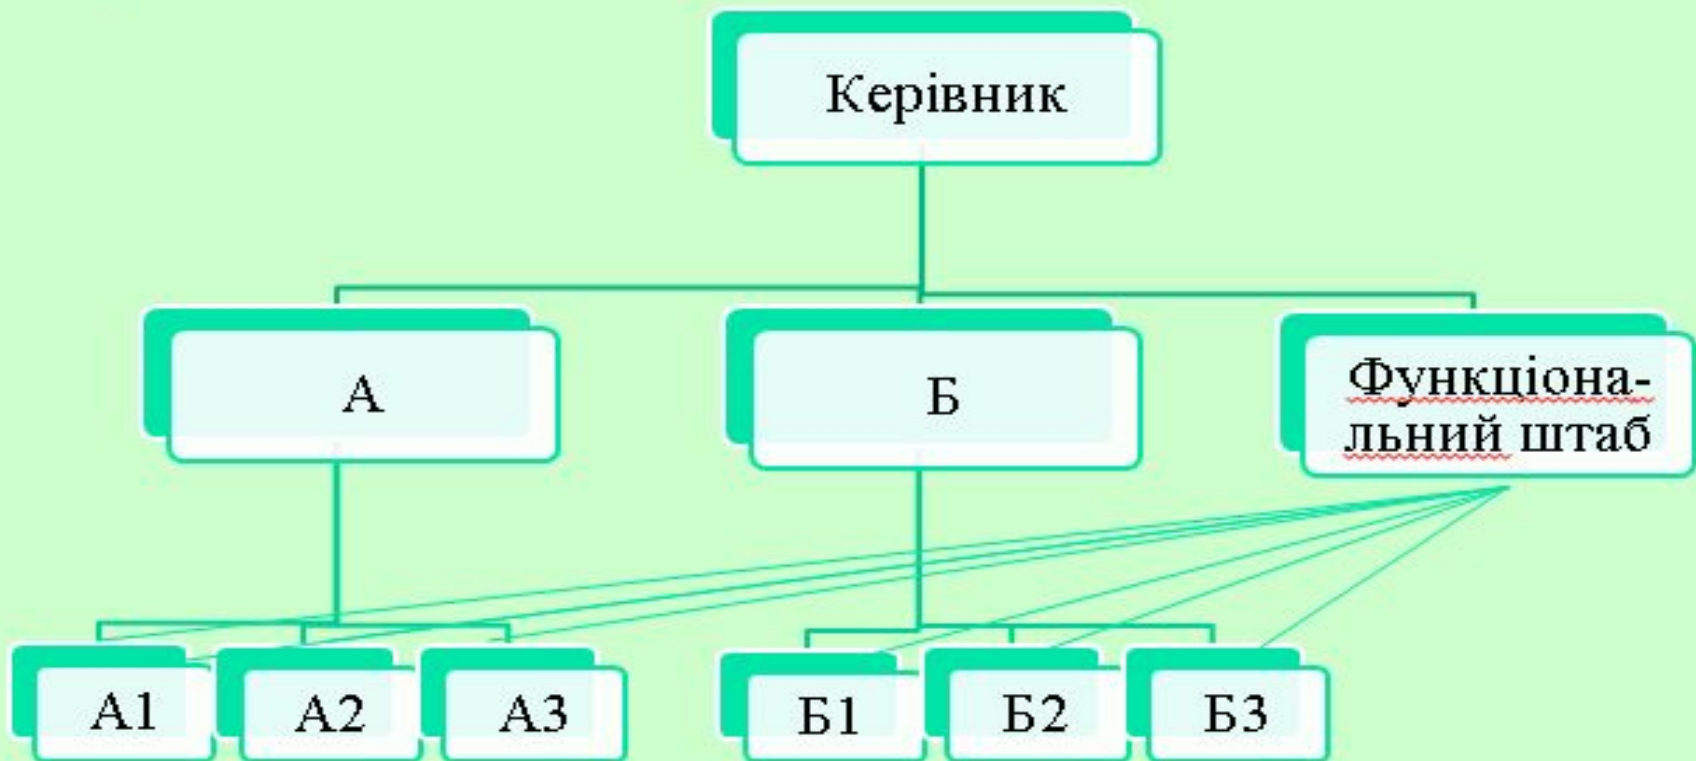 Керівник
А
Б
Функціона-
льний штаб
А1
А2
А3
Б1
Б2
Б3